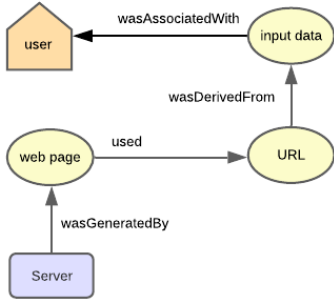 wasAssociatedWith
user
input data
wasDerivedFrom
used
web page
URL
wasGeneratedBy
Server